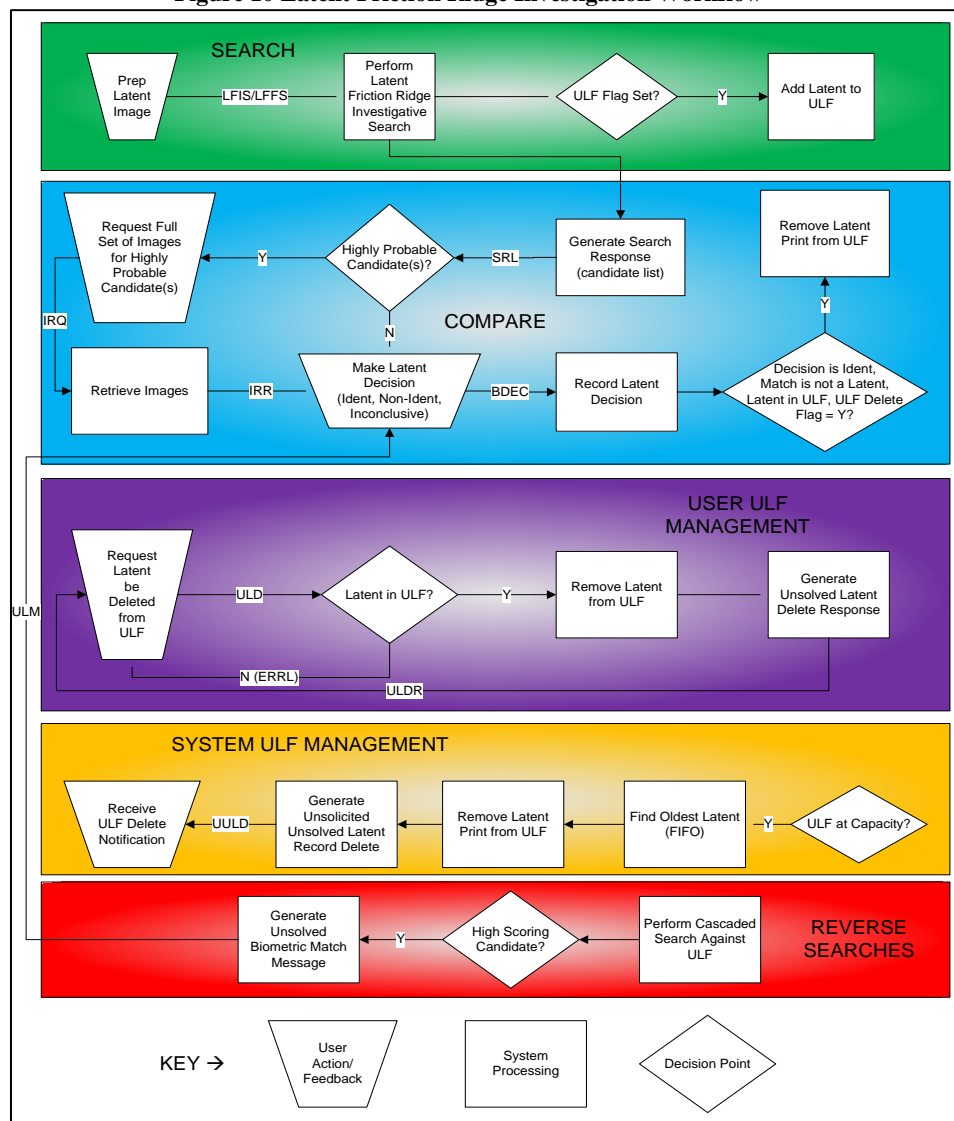 Figure 10 Latent Friction Ridge Investigation Workflow
SEARCH
Prep
Latent
Image
LFIS/LFFS
Perform
Latent
Friction Ridge
Investigative
Search
ULF Flag Set?
Y
Add Latent to
ULF
Request Full
Set of Images
for Highly
Probable
Candidate(s)
Y
Highly Probable
Candidate(s)?
SRL
Generate Search
Response
(candidate list)
Remove Latent
Print from ULF
IRQ
N
COMPARE
Y
Retrieve Images
IRR
Make Latent
Decision
(Ident, Non-Ident,
Inconclusive)
BDEC
Record Latent
Decision
Decision is Ident,
Match is not a Latent,
Latent in ULF, ULF Delete
Flag = Y?
USER ULF
MANAGEMENT
Request
Latent
be
Deleted
from
ULF
ULD
Latent in ULF?
Y
Remove Latent
from ULF
Generate
Unsolved Latent
Delete Response
ULM
N (ERRL)
ULDR
SYSTEM ULF MANAGEMENT
Receive
ULF Delete
Notification
UULD
Generate
Unsolicited
Unsolved Latent
Record Delete
Remove Latent
Print from ULF
Find Oldest Latent
(FIFO)
Y
ULF at Capacity?
Generate
Unsolved
Biometric Match
Message
Y
High Scoring
Candidate?
Perform Cascaded
Search Against
ULF
REVERSE
SEARCHES
KEY →
User
Action/
Feedback
System
Processing
Decision Point